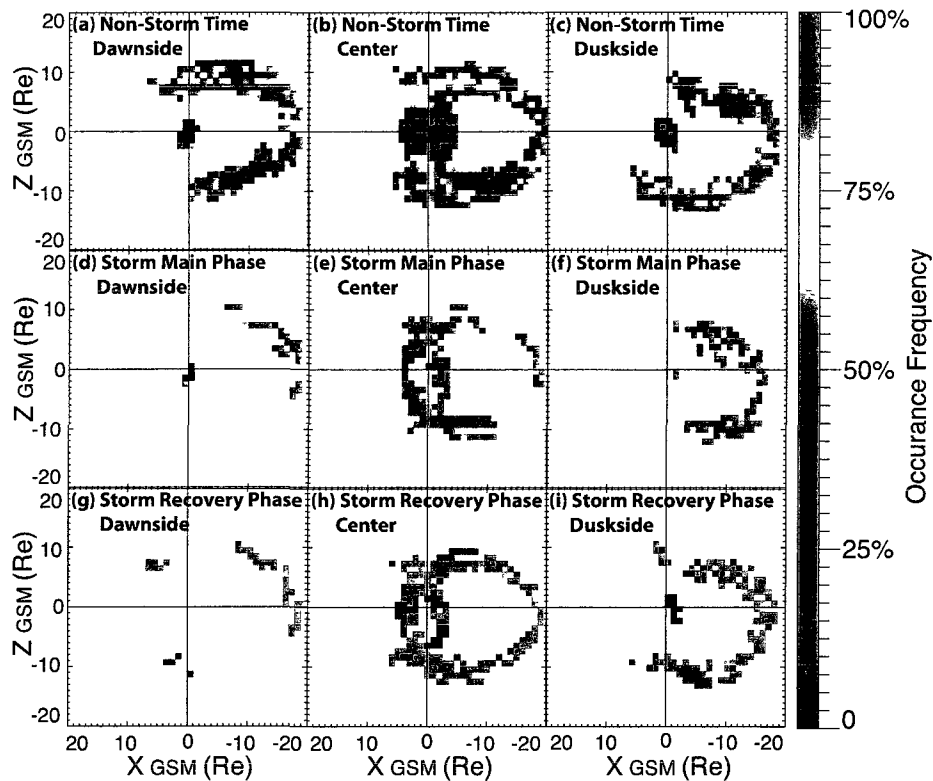 (a) Non-Storm Time
Dawnside
(b) Non-Storm Time
Center
(c) Non-Storm Time
Duskside
100%
20
10
0
-10
-20
Z GSM (Re)
75%
(d) Storm Main Phase
Dawnside
(e) Storm Main Phase
Center
(f) Storm Main Phase
Duskside
20
10
0
-10
-20
Z GSM (Re)
50%
Occurance Frequency
(g) Storm Recovery Phase
Dawnside
(h) Storm Recovery Phase
Center
(i) Storm Recovery Phase
Duskside
20
10
0
-10
-20
Z GSM (Re)
25%
0
20 10 0 -10 -20 10 0 -10 -20 10 0 -10 -20
X GSM (Re) X GSM (Re) X GSM (Re)